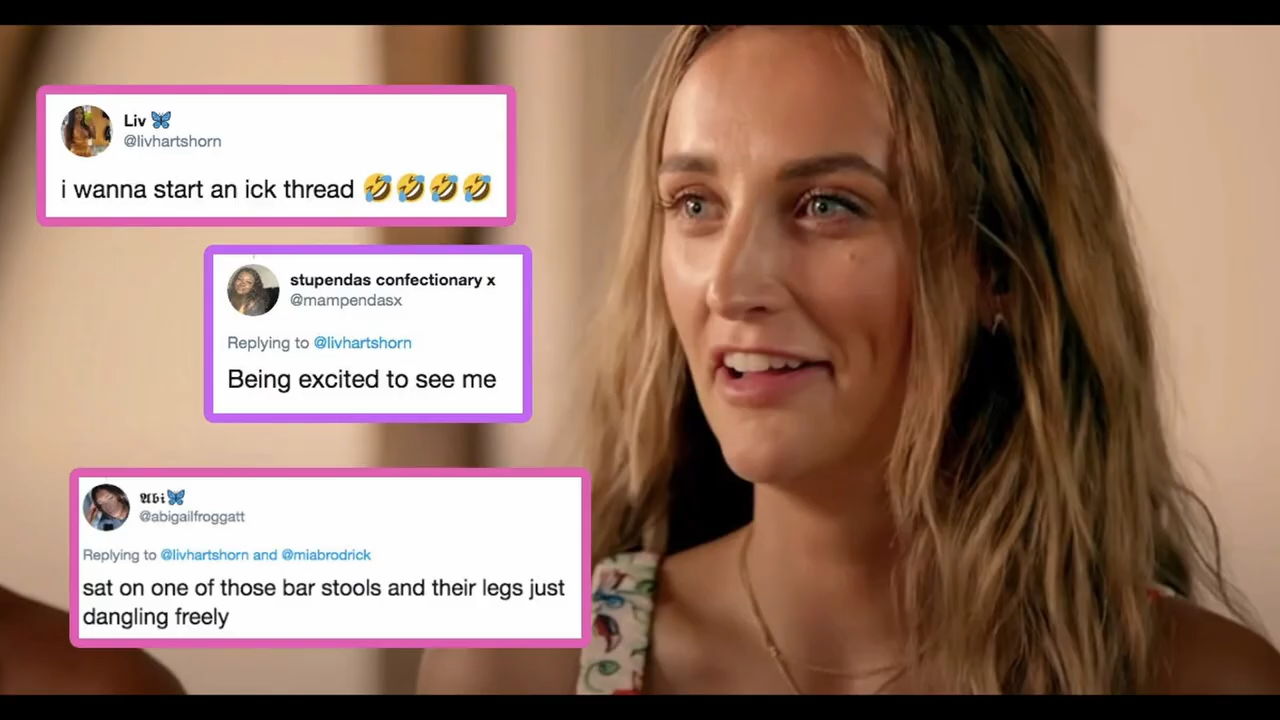 Liv 🦋
@livhartshorn
i wanna start an ick thread 🤣🤣🤣🤣
stupendas confectionary x
@mampendasx
Replying to @livhartshorn
Being excited to see me
𝕬𝖇𝖎🦋
@abigailfroggatt
Replying to @livhartshorn and @miabrodrick
sat on one of those bar stools and their legs just
dangling freely